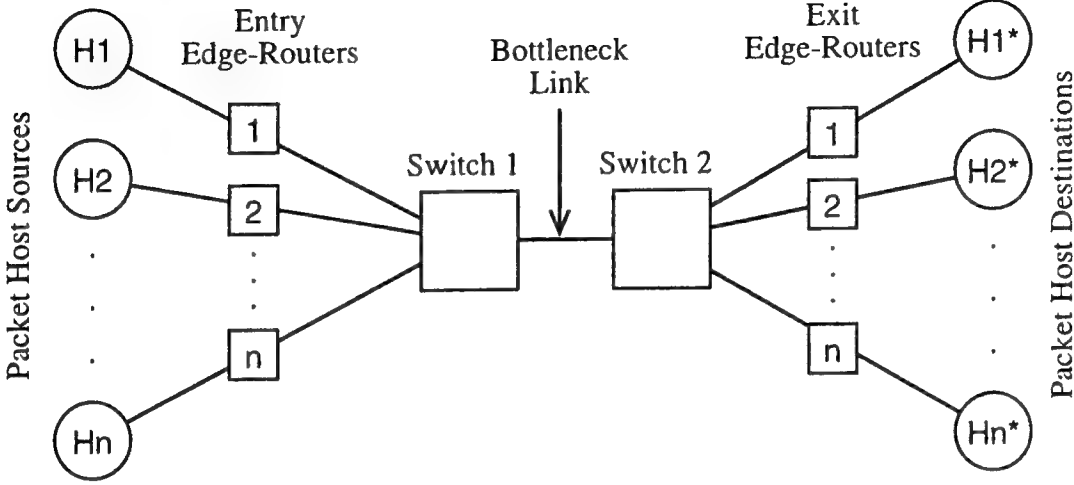 H1
Entry
Edge-Routers
Exit
Edge-Routers
H1*
Bottleneck
Link
1
1
Packet Host Sources
H2
2
Switch 1
Switch 2
2
H2*
Packet Host Destinations
n
n
Hn
Hn*